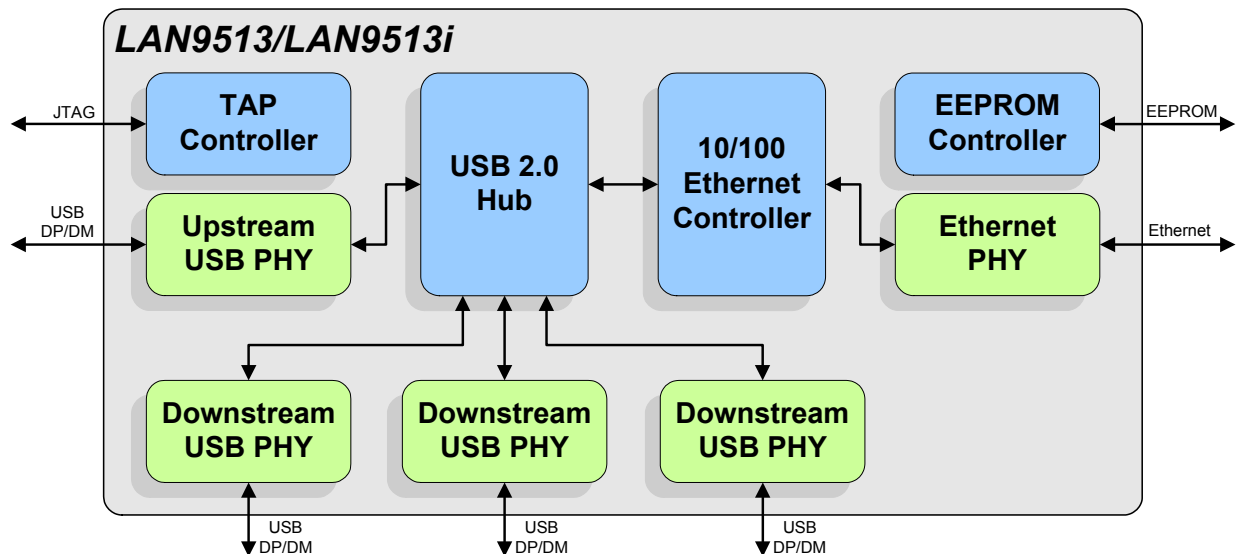 LAN9513/LAN9513i
JTAG
TAP
Controller
USB 2.0
Hub
10/100
Ethernet
Controller
EEPROM
Controller
EEPROM
USB
DP/DM
Upstream
USB PHY
Ethernet
PHY
Ethernet
Downstream
USB PHY
Downstream
USB PHY
Downstream
USB PHY
USB
DP/DM
USB
DP/DM
USB
DP/DM